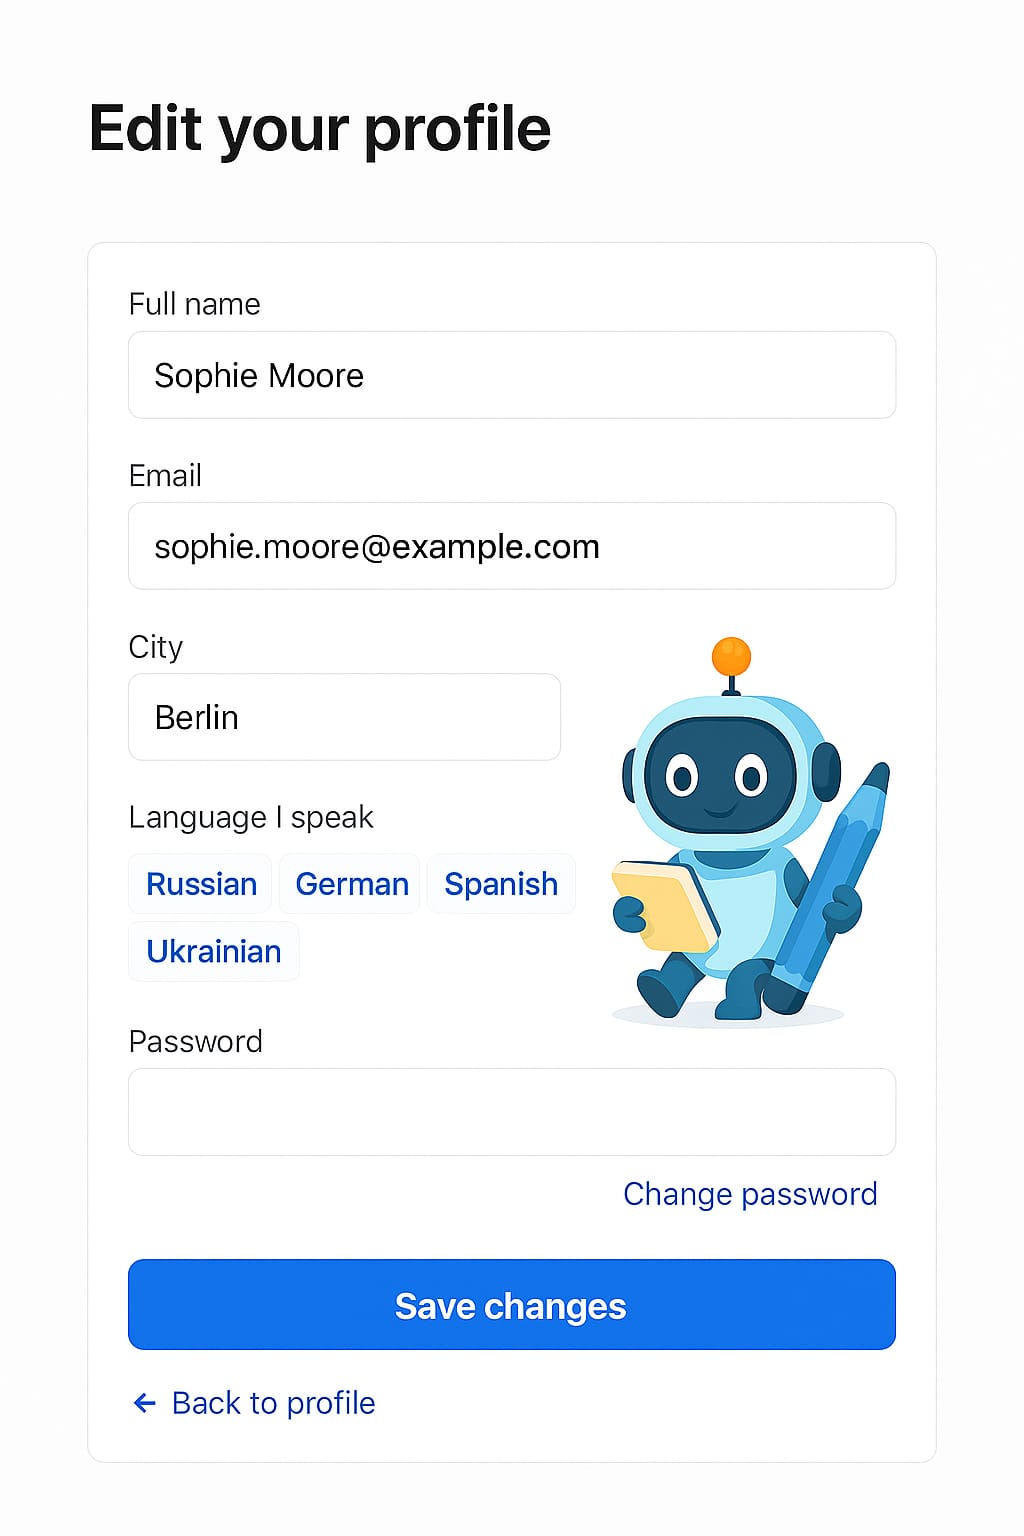 Edit your profile
Full name
Sophie Moore
Email
sophie.moore@example.com
City
Berlin
Language I speak
Russian German Spanish
Ukrainian
Password
Change password
Save changes
← Back to profile